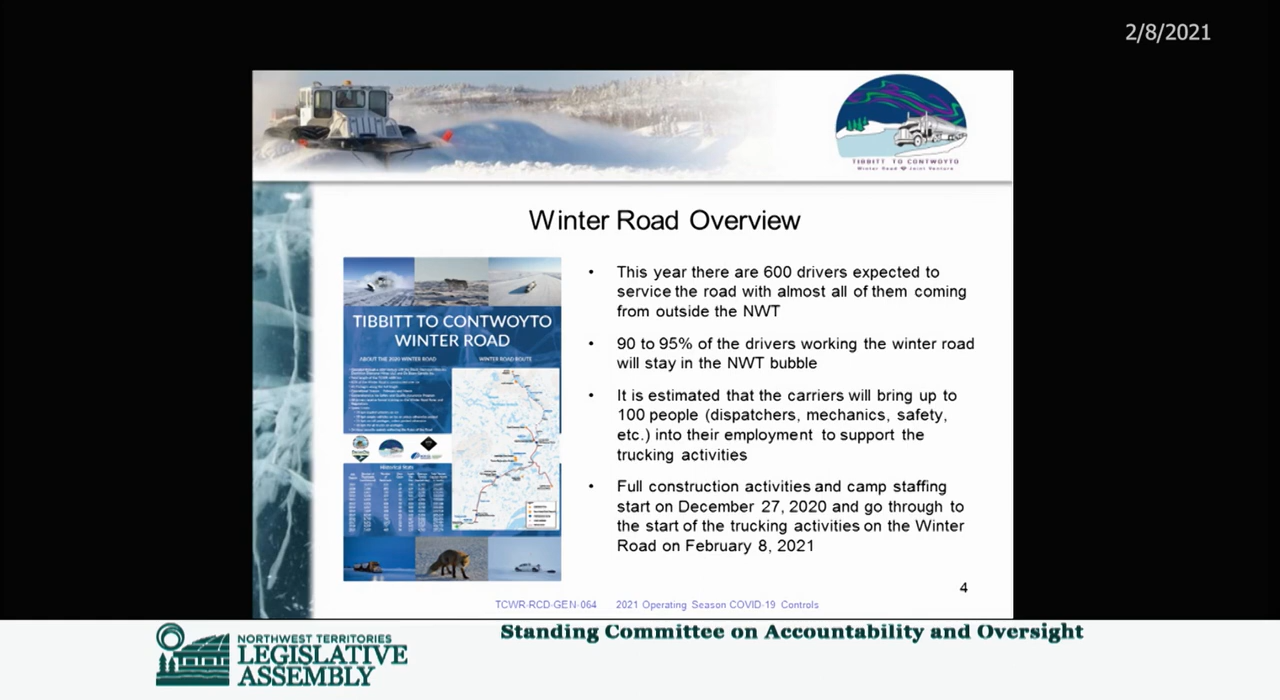 2/8/2021
TIBBITT TO CONTWOYTO
Winter Road Joint Venture
Winter Road Overview
TIBBITT TO CONTWOYTO
WINTER ROAD
ABOUT THE 2020 WINTER ROAD
WINTER ROAD ROUTE
• This year there are 600 drivers expected to
service the road with almost all of them coming
from outside the NWT
• 90 to 95% of the drivers working the winter road
will stay in the NWT bubble
• It is estimated that the carriers will bring up to
100 people (dispatchers, mechanics, safety,
etc.) into their employment to support the
trucking activities
• Full construction activities and camp staffing
start on December 27, 2020 and go through to
the start of the trucking activities on the Winter
Road on February 8, 2021
4
TCWR-RCD-GEN-064 2021 Operating Season COVID-19 Controls
Standing Committee on Accountability and Oversight
NORTHWEST TERRITORIES
LEGISLATIVE
ASSEMBLY